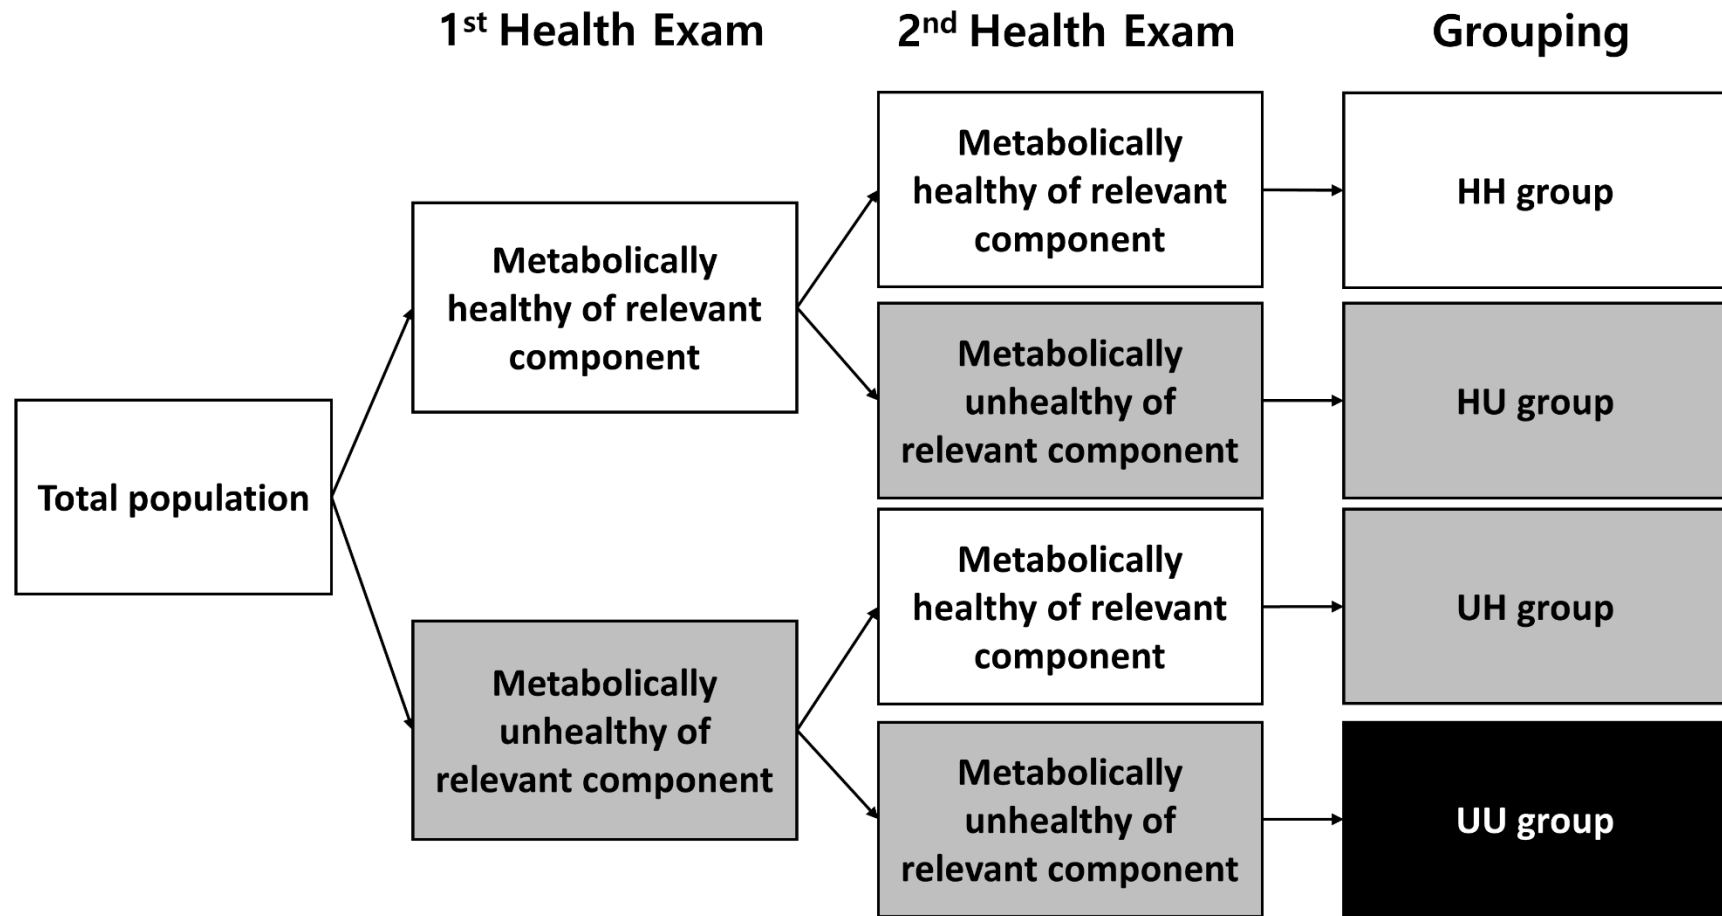 1st Health Exam
2nd Health Exam
Grouping
Total population
Metabolically
healthy of relevant
component
Metabolically
unhealthy of
relevant component
Metabolically
healthy of relevant
component
Metabolically
unhealthy of
relevant component
Metabolically
healthy of relevant
component
Metabolically
unhealthy of
relevant component
HH group
HU group
UH group
UU group